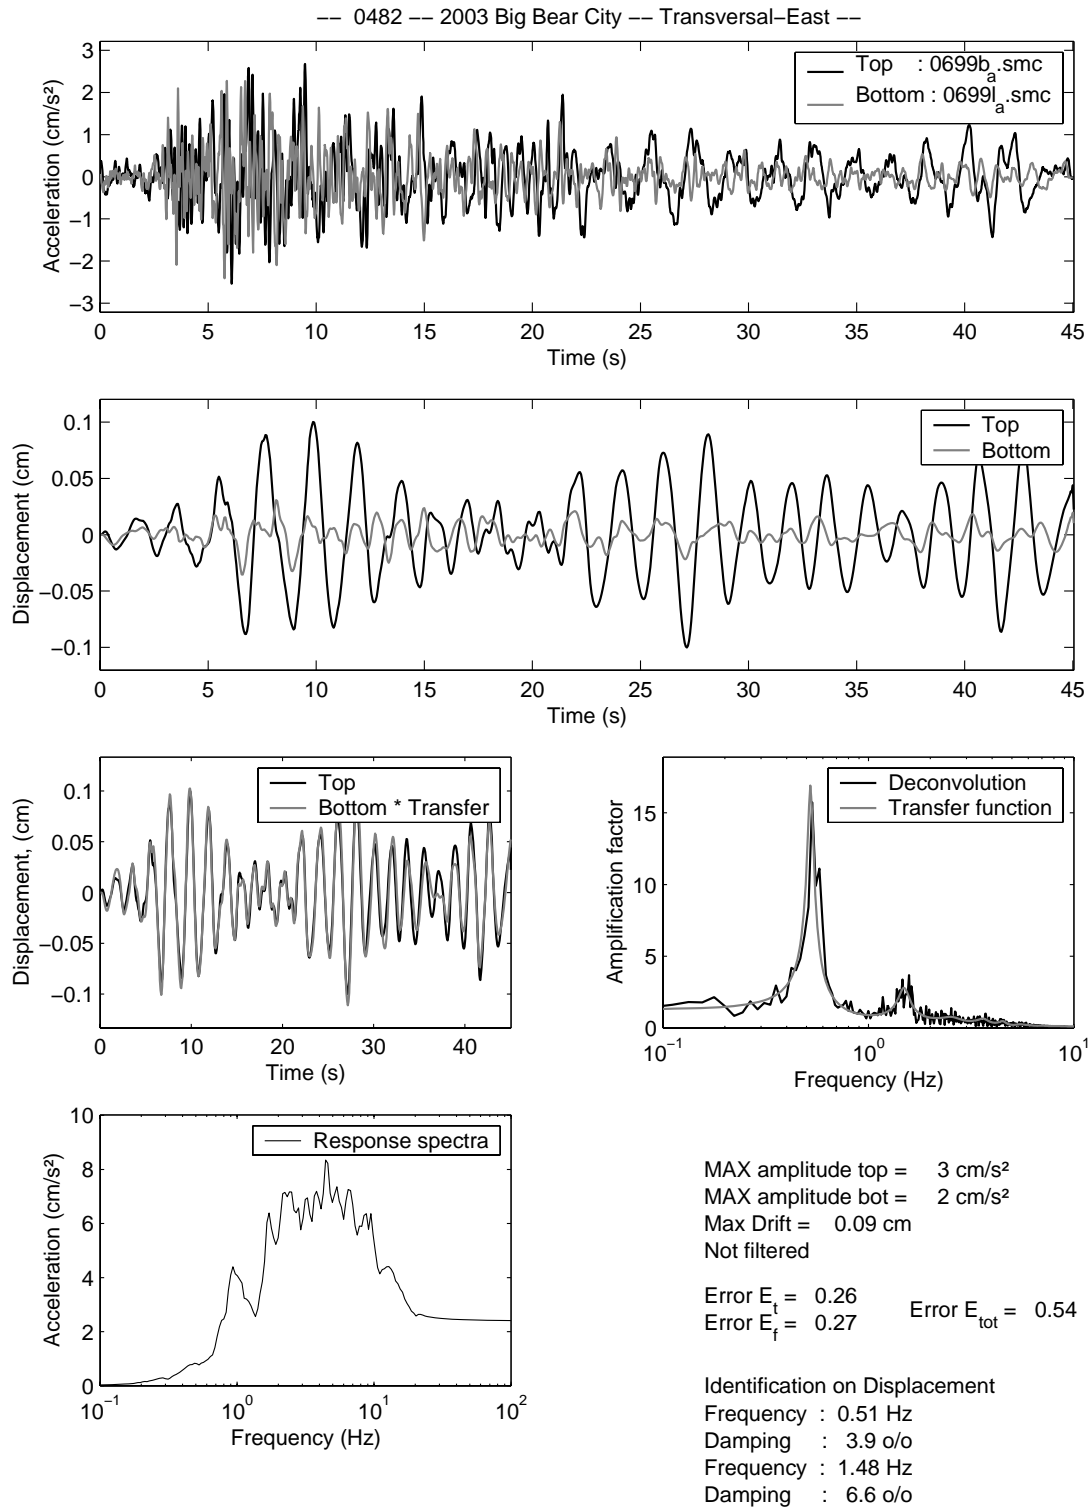 −− 0482 −− 2003 Big Bear City −− Transversal−East −−
3
2
1
0
−1
−2
−3
Acceleration (cm/s²)
Top : 0699b_a.smc
Bottom : 0699l_a.smc
0 5 10 15 20 25 30 35 40 45
Time (s)
0.1
0.05
0
−0.05
−0.1
Displacement (cm)
Top
Bottom
0 5 10 15 20 25 30 35 40 45
Time (s)
0.1
0.05
0
−0.05
−0.1
Displacement, (cm)
Top
Bottom * Transfer
0 10 20 30 40
Time (s)
15
10
5
0
Amplification factor
Deconvolution
Transfer function
10^−1 10^0 10^1
Frequency (Hz)
10
8
6
4
2
0
Acceleration (cm/s²)
Response spectra
10^−1 10^0 10^1 10^2
Frequency (Hz)
MAX amplitude top = 3 cm/s²
MAX amplitude bot = 2 cm/s²
Max Drift = 0.09 cm
Not filtered
Error E_t = 0.26
Error E_f = 0.27
Error E_tot = 0.54
Identification on Displacement
Frequency : 0.51 Hz
Damping : 3.9 o/o
Frequency : 1.48 Hz
Damping : 6.6 o/o